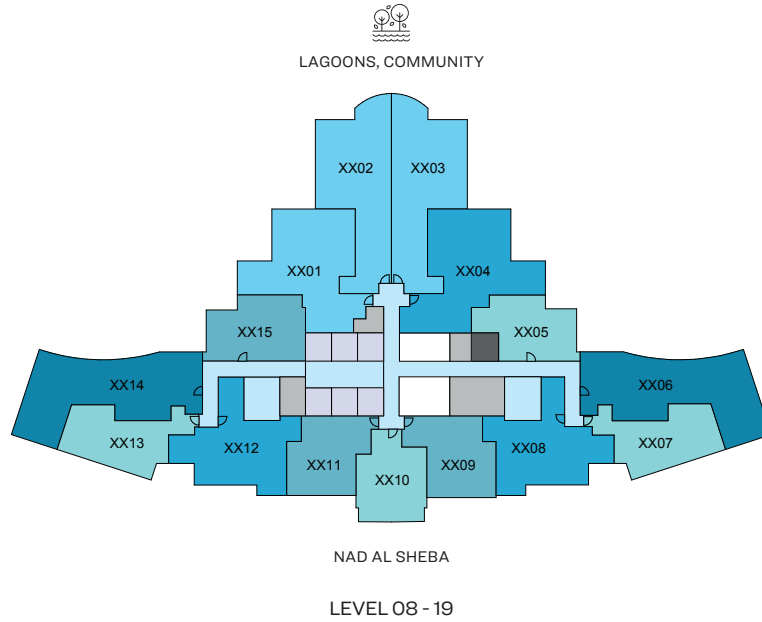 LAGOONS, COMMUNITY
XX02
XX03
XX01
XX04
XX15
XX05
XX14
XX06
XX13
XX12
XX11
XX10
XX09
XX08
XX07
NAD AL SHEBA
LEVEL 08 - 19